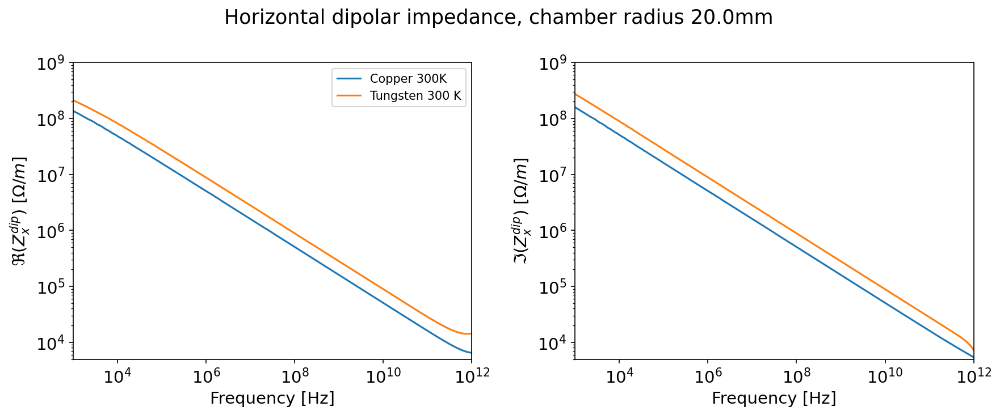 Horizontal dipolar impedance, chamber radius 20.0mm
ℜ(Z_x^{dip}) [Ω/m]
10^9
10^8
10^7
10^6
10^5
10^4
Copper 300K
Tungsten 300 K
10^4 10^6 10^8 10^10 10^12
Frequency [Hz]
ℑ(Z_x^{dip}) [Ω/m]
10^9
10^8
10^7
10^6
10^5
10^4
10^4 10^6 10^8 10^10 10^12
Frequency [Hz]